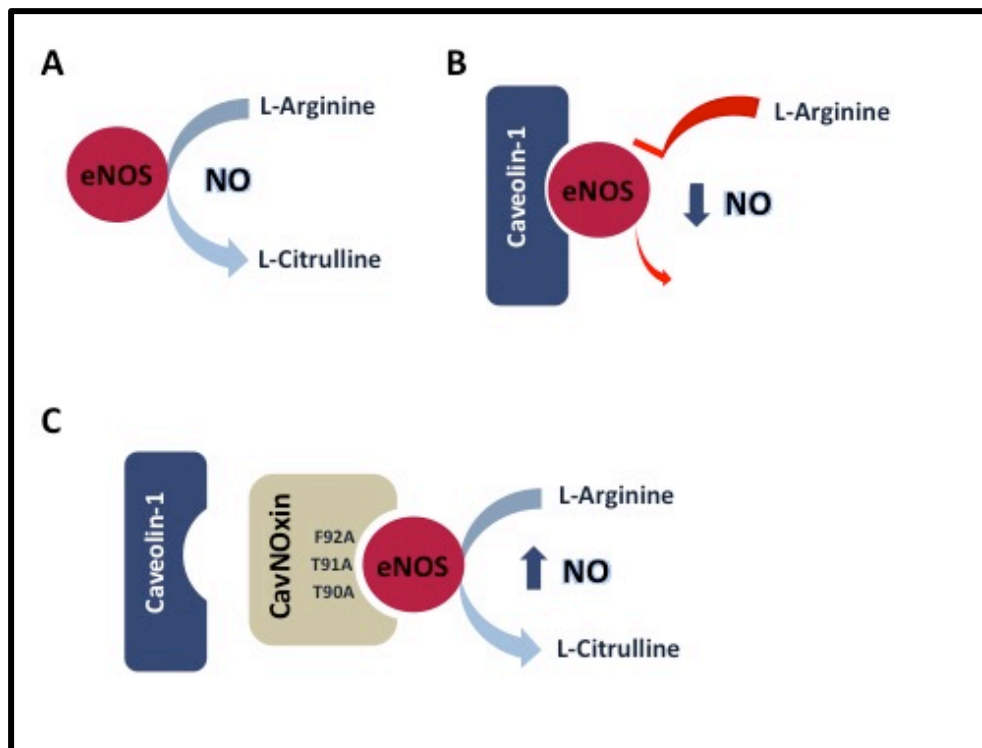 A
L-Arginine
eNOS
NO
L-Citrulline
B
Caveolin-1
L-Arginine
eNOS
NO
C
Caveolin-1
CavNOxin
F92A
T91A
T90A
eNOS
L-Arginine
NO
L-Citrulline